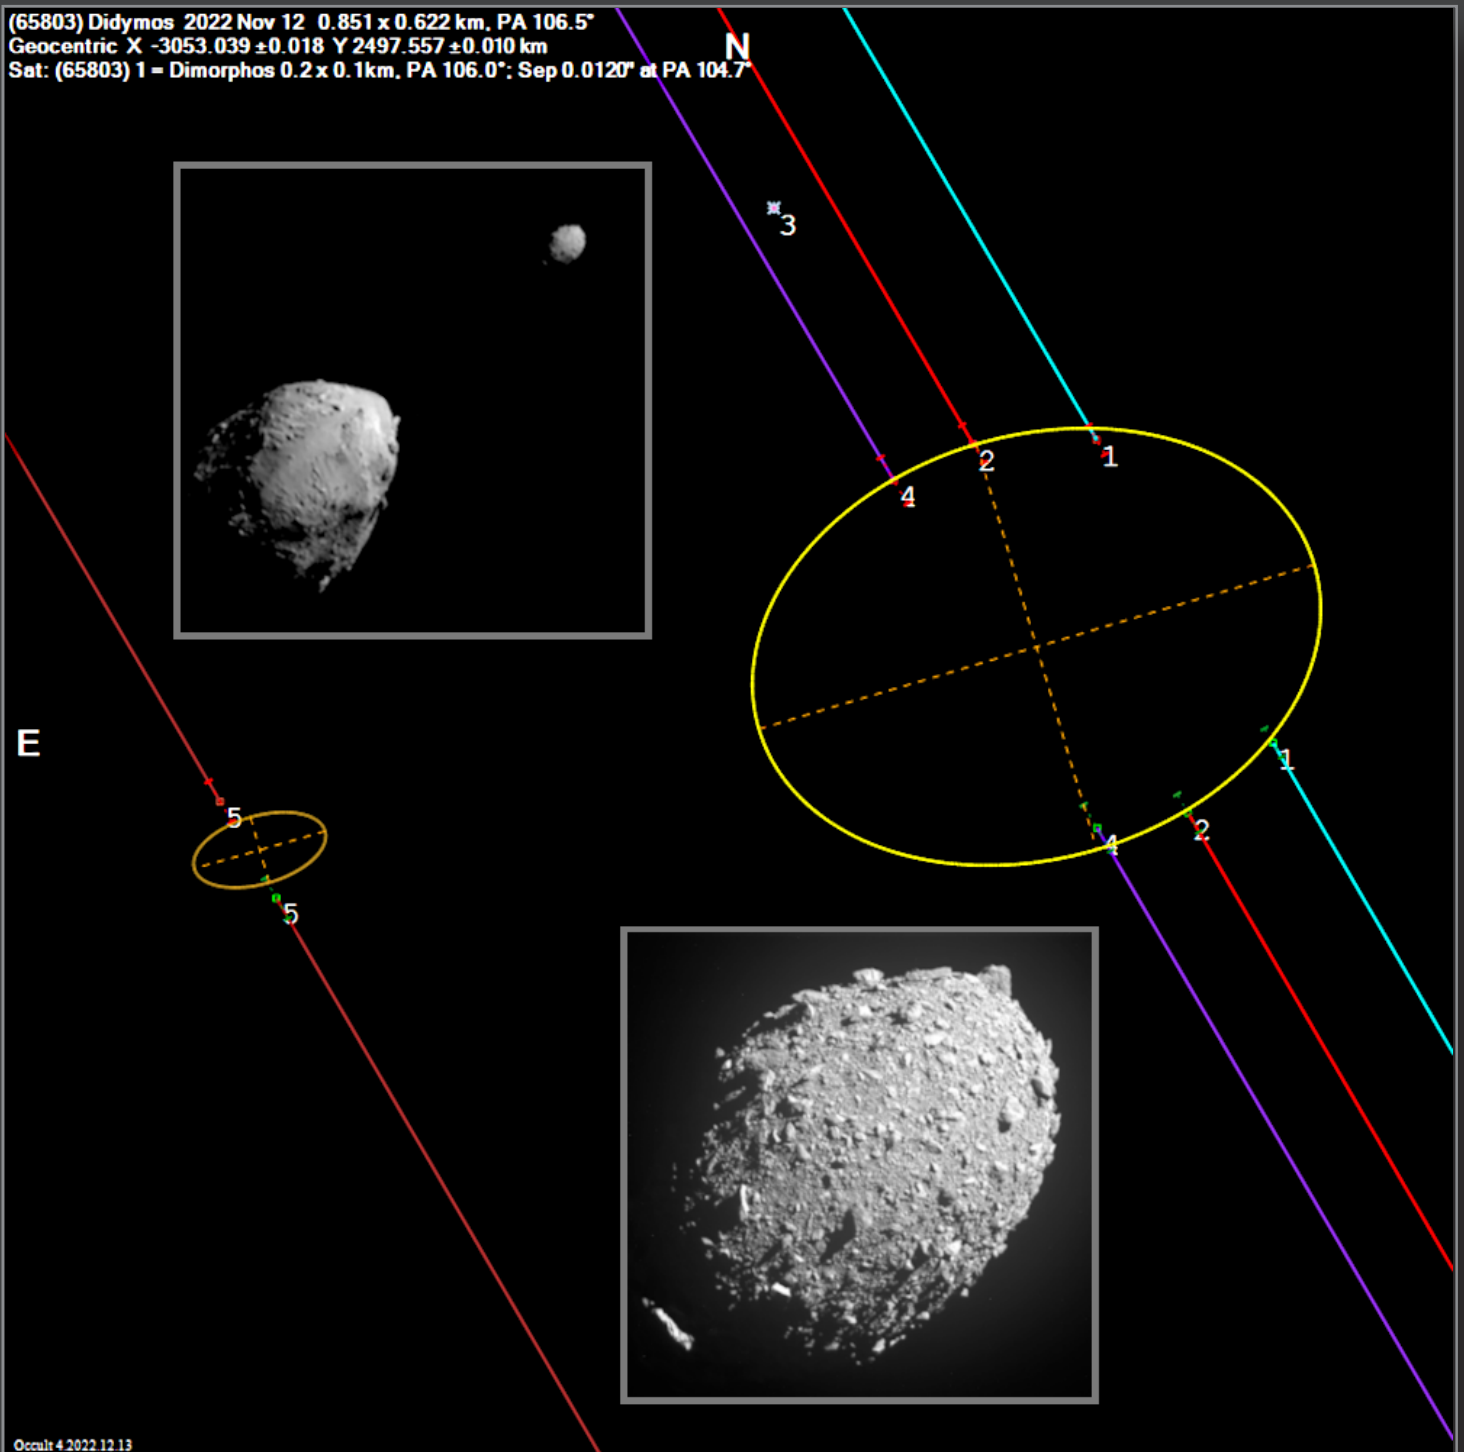 (65803) Didymos 2022 Nov 12 0.851 x 0.622 km, PA 106.5°
Geocentric X -3053.039 ±0.018 Y 2497.557 ±0.010 km
Sat: (65803) 1 = Dimorphos 0.2 x 0.1km, PA 106.0°; Sep 0.0120" at PA 104.7°
N
3
1
2
4
E
1
5
2
4
5
Occult 4.2022.12.13